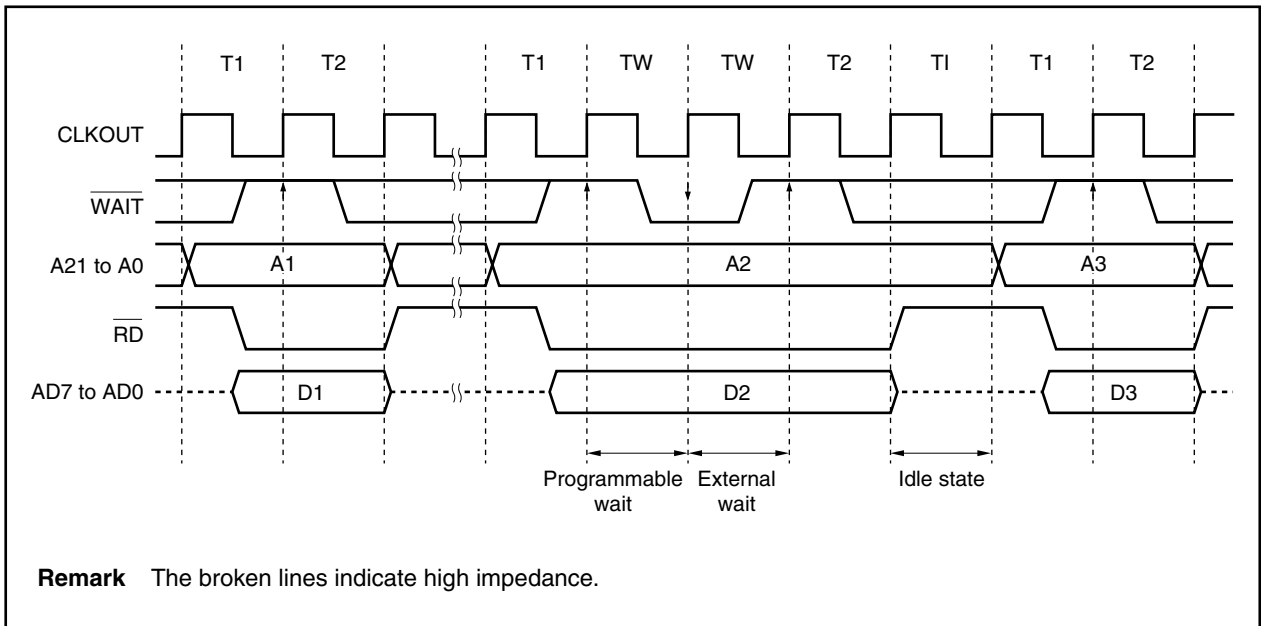 T1 T2 T1 TW TW T2 TI T1 T2
CLKOUT
WAIT
A21 to A0 A1 A2 A3
RD
AD7 to AD0 D1 D2 D3
Programmable wait
External wait
Idle state
Remark The broken lines indicate high impedance.